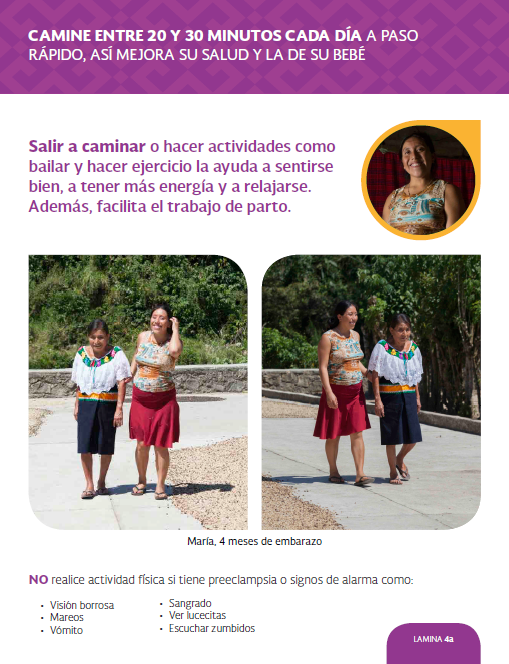 CAMINE ENTRE 20 Y 30 MINUTOS CADA DÍA A PASO
RÁPIDO, ASÍ MEJORA SU SALUD Y LA DE SU BEBÉ
Salir a caminar o hacer actividades como
bailar y hacer ejercicio la ayuda a sentirse
bien, a tener más energía y a relajarse.
Además, facilita el trabajo de parto.
María, 4 meses de embarazo
NO realice actividad física si tiene preeclampsia o signos de alarma como:
• Visión borrosa
• Mareos
• Vómito
• Sangrado
• Ver lucecitas
• Escuchar zumbidos
LAMINA 4a